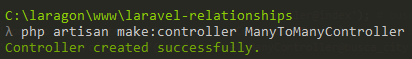 C:\laragon\www\laravel-relationships
λ php artisan make:controller ManyToManyController
Controller created successfully.